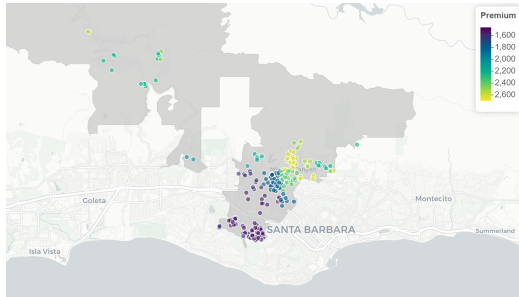 Premium
1,600
1,800
2,000
2,200
2,400
2,600
Goleta
Montecito
SANTA BARBARA
Summerland
Isla Vista